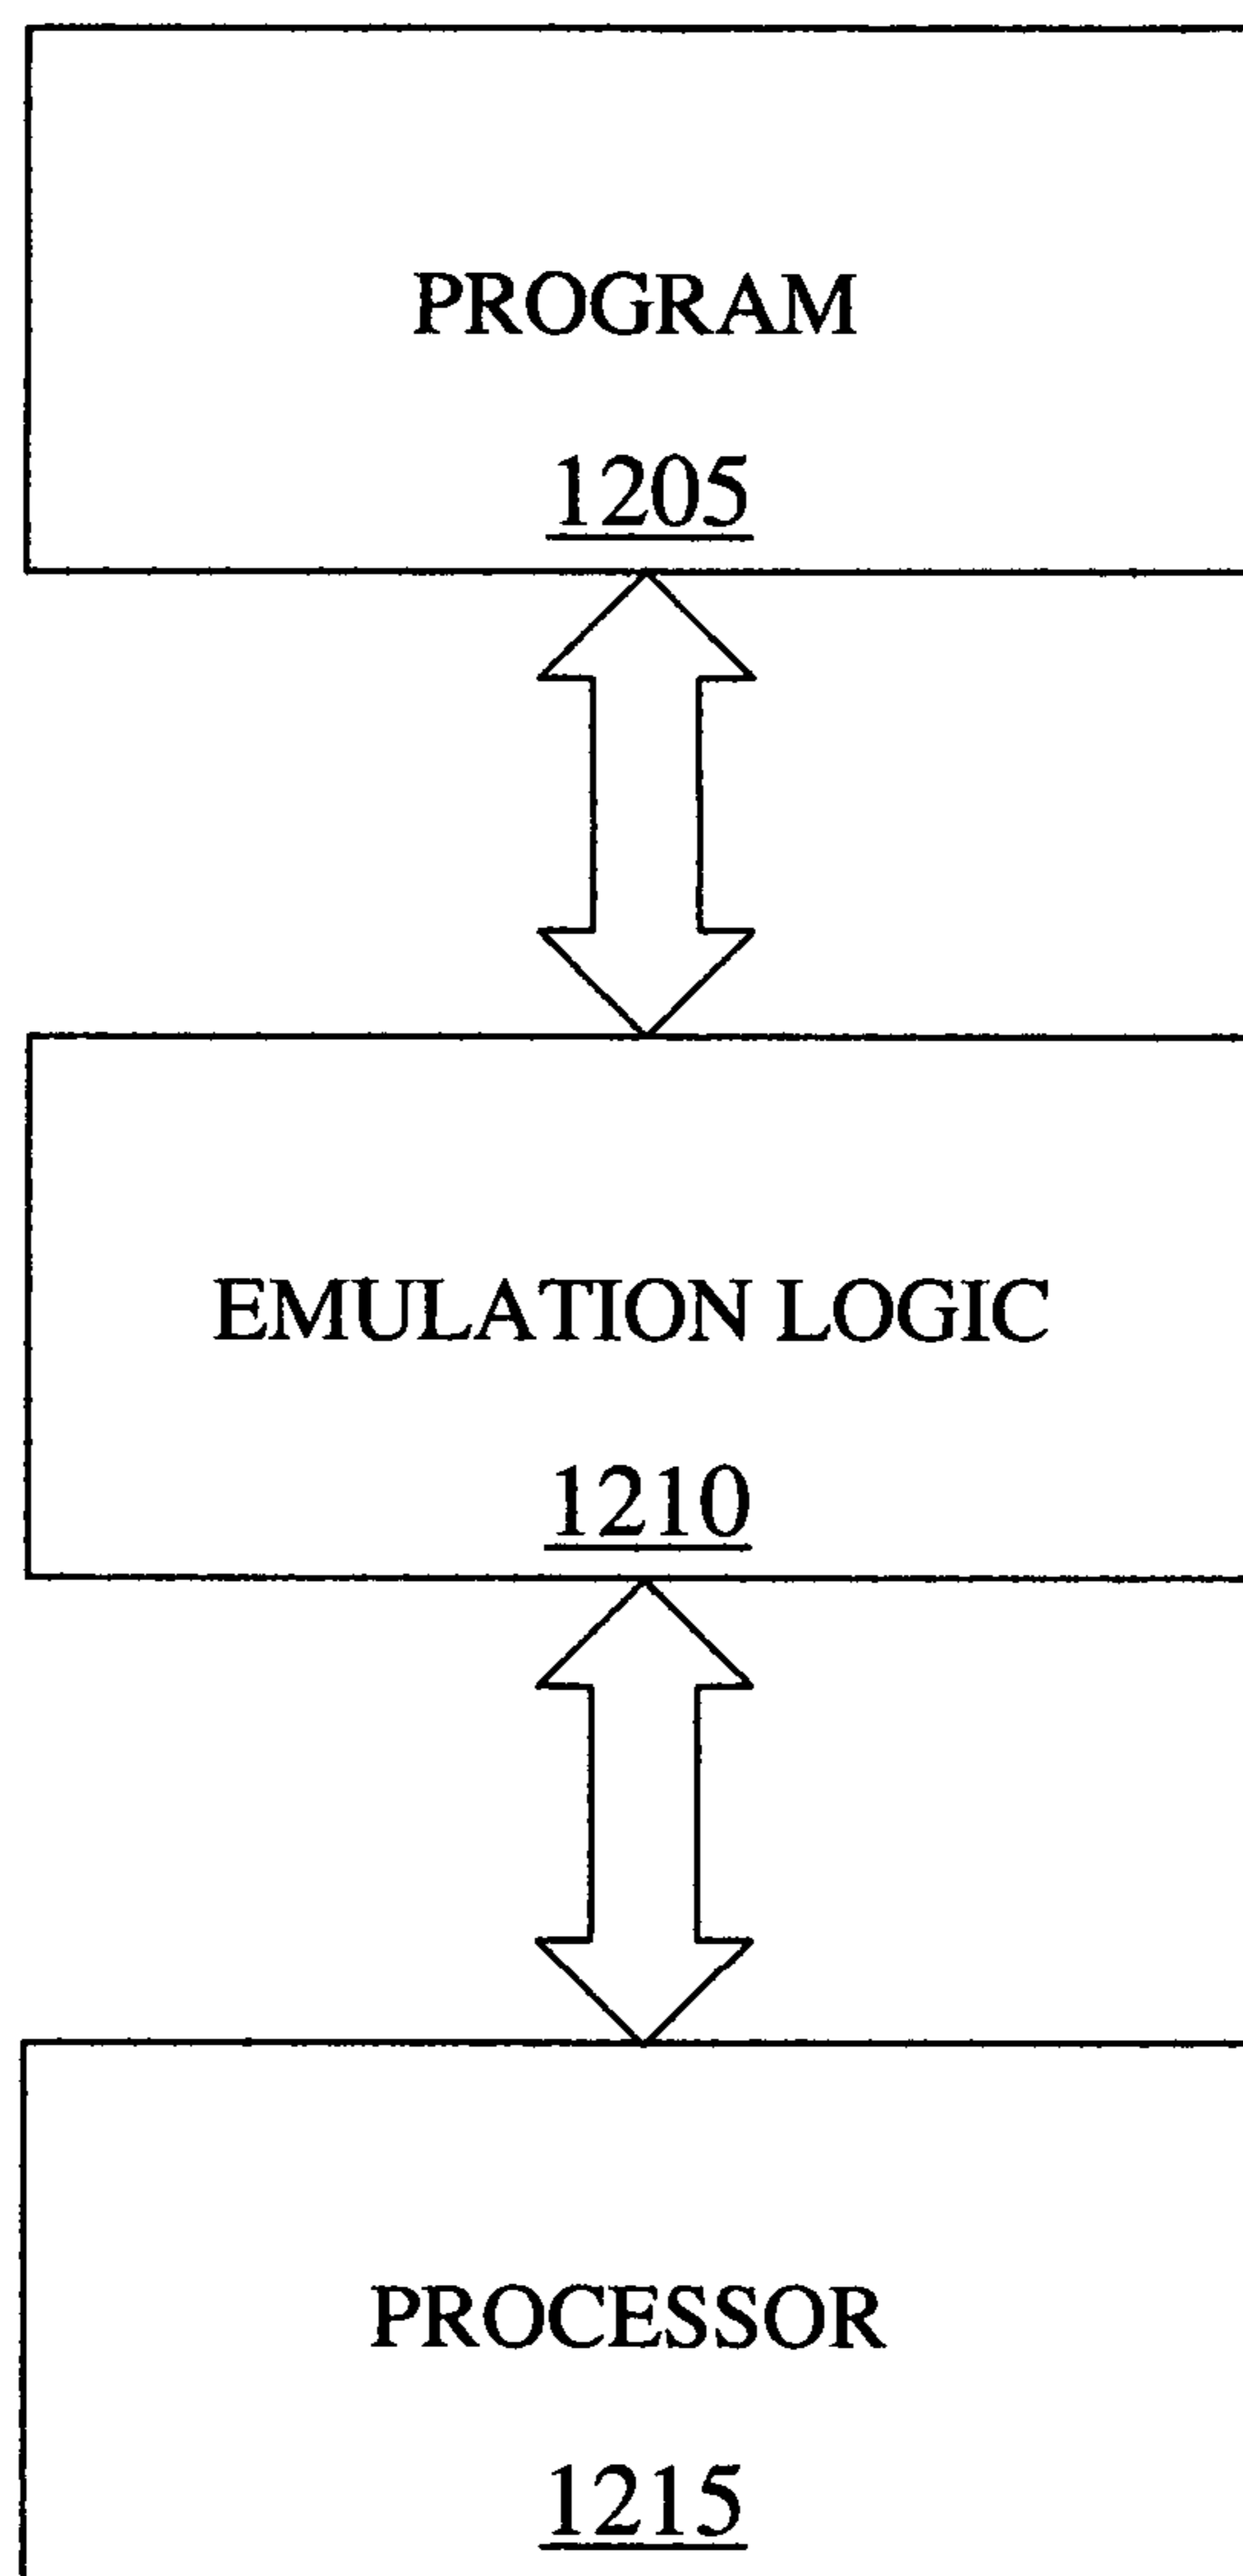 PROGRAM
1205
EMULATION LOGIC
1210
PROCESSOR
1215